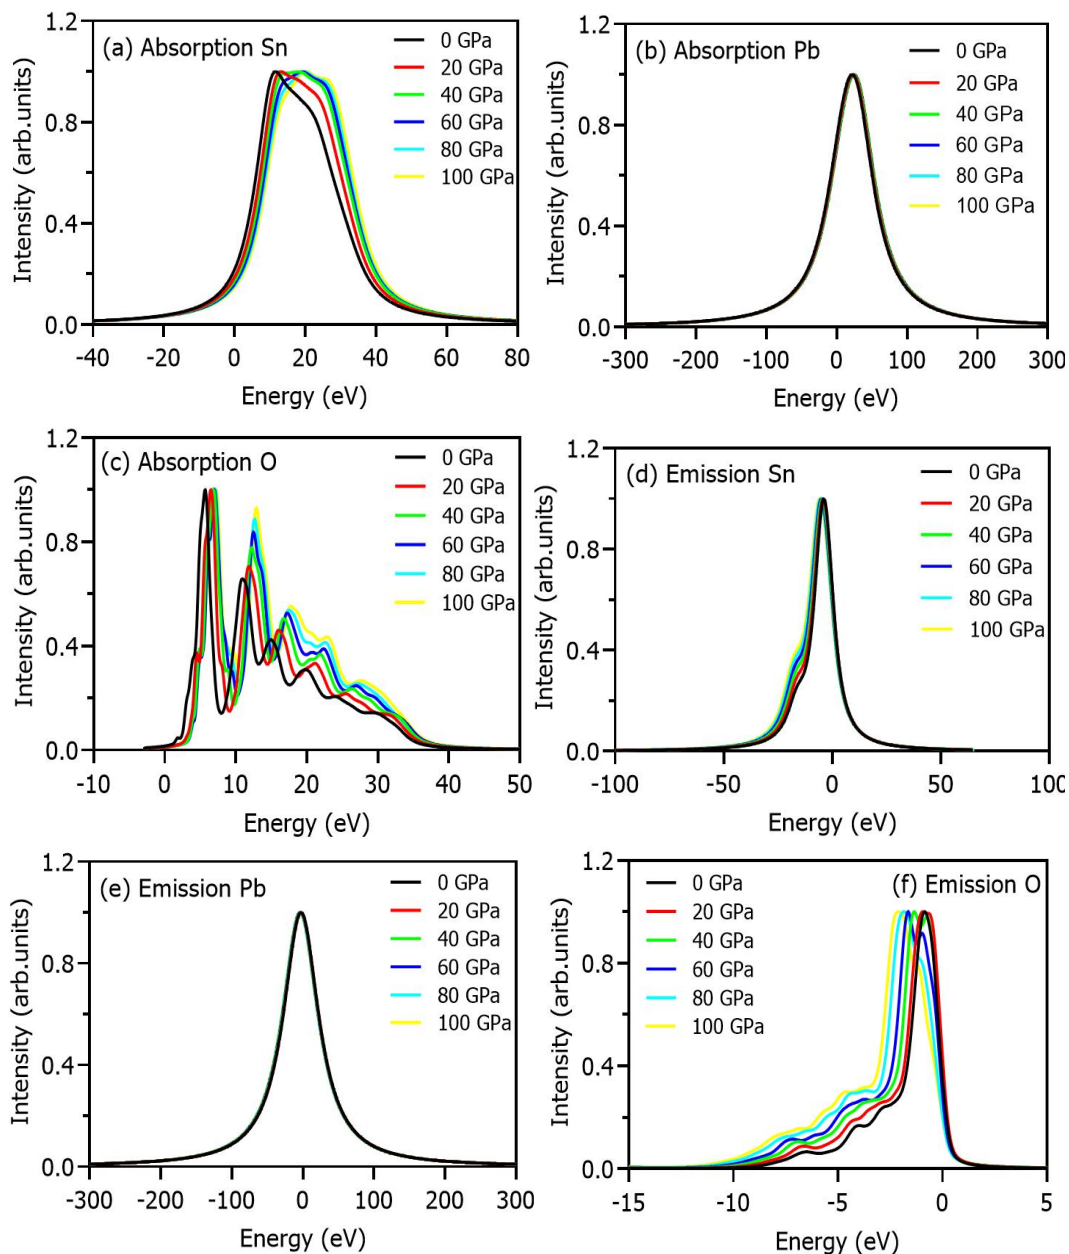 (a) Absorption Sn
0 GPa
20 GPa
40 GPa
60 GPa
80 GPa
100 GPa
Intensity (arb.units)
1.2
0.8
0.4
0.0
-40 -20 0 20 40 60 80
Energy (eV)
(b) Absorption Pb
0 GPa
20 GPa
40 GPa
60 GPa
80 GPa
100 GPa
Intensity (arb.units)
1.2
0.8
0.4
0.0
-300 -200 -100 0 100 200 300
Energy (eV)
(c) Absorption O
0 GPa
20 GPa
40 GPa
60 GPa
80 GPa
100 GPa
Intensity (arb.units)
1.2
0.8
0.4
0.0
-10 0 10 20 30 40 50
Energy (eV)
(d) Emission Sn
0 GPa
20 GPa
40 GPa
60 GPa
80 GPa
100 GPa
Intensity (arb.units)
1.2
0.8
0.4
0.0
-100 -50 0 50 100
Energy (eV)
(e) Emission Pb
0 GPa
20 GPa
40 GPa
60 GPa
80 GPa
100 GPa
Intensity (arb.units)
1.2
0.8
0.4
0.0
-300 -200 -100 0 100 200 300
Energy (eV)
(f) Emission O
0 GPa
20 GPa
40 GPa
60 GPa
80 GPa
100 GPa
Intensity (arb.units)
1.2
0.8
0.4
0.0
-15 -10 -5 0 5
Energy (eV)